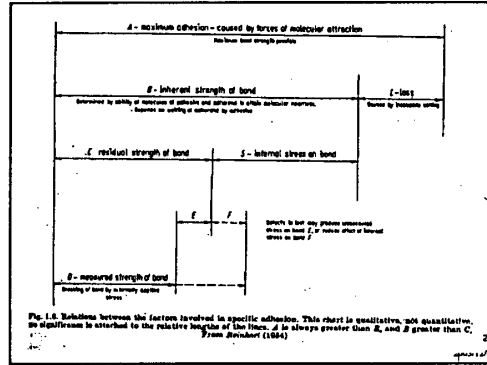 A - maximum adhesion - caused by forces of molecular attraction
Maximum bond strength possible
B - inherent strength of bond
L - loss
Determined by ability of molecules of adhesive and adherend to attain molecular nearness.
Caused by incomplete wetting
Depends on wetting of adherend by adhesive
C residual strength of bond
S - internal stress on bond
E
F
Defects in test may produce
stress on bond E, or reduce effect of internal
stress on bond F
D - measured strength of bond
Breaking of bond by externally applied
stress
Fig. 1.6. Relations between the factors involved in specific adhesion. This chart is qualitative, not quantitative,
no significance is attached to the relative lengths of the lines. A is always greater than B, and B greater than C,
From Reinhart (1954)
2